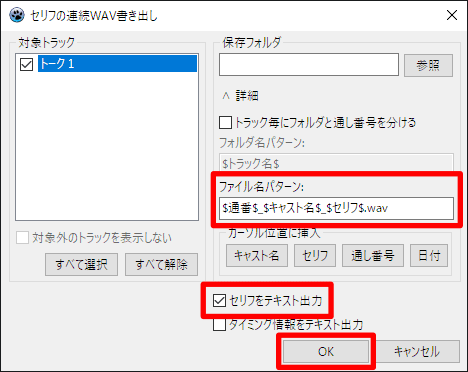 セリフの連続WAV書き出し
対象トラック
トーク1
対象外のトラックを表示しない
すべて選択
すべて解除
保存フォルダ
参照
^ 詳細
トラック毎にフォルダと通し番号を分ける
フォルダ名パターン:
$トラック名$
ファイル名パターン:
$通番$_$キャスト名$_$セリフ$.wav
カーソル位置に挿入
キャスト名
セリフ
通し番号
日付
セリフをテキスト出力
タイミング情報をテキスト出力
OK
キャンセル